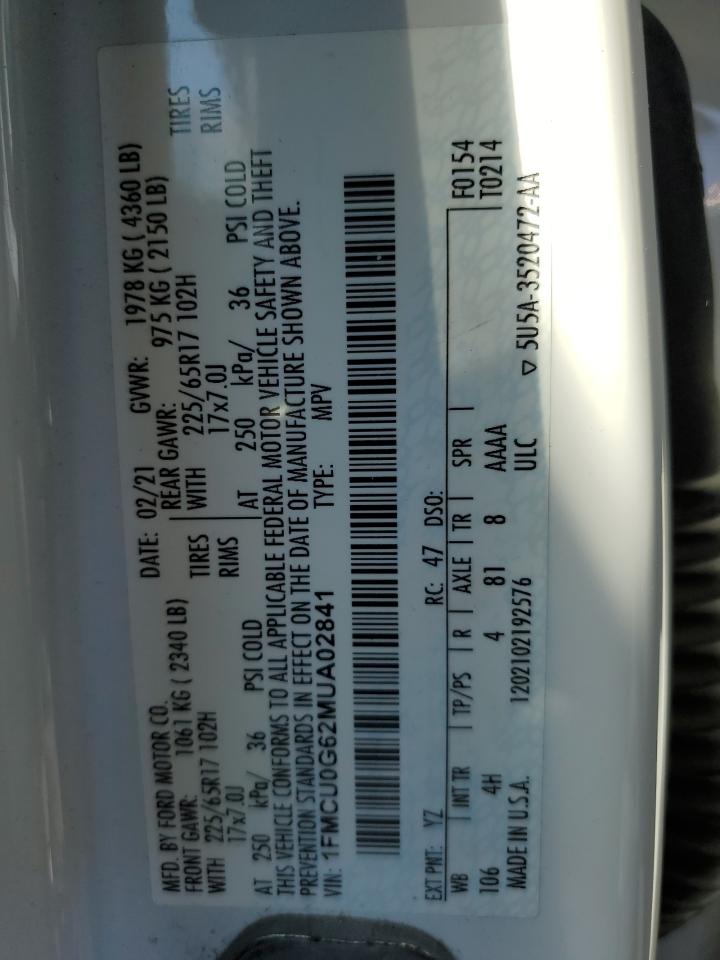 MFD. BY FORD MOTOR CO.
DATE: 02/21 GVWR: 1978 KG ( 4360 LB)
FRONT GAWR: 1061 KG ( 2340 LB) REAR GAWR: 975 KG ( 2150 LB)
WITH 225/65R17 102H TIRES WITH 225/65R17 102H TIRES
17x7.0J RIMS 17x7.0J RIMS
AT 250 kPa/ 36 PSI COLD AT 250 kPa/ 36 PSI COLD
THIS VEHICLE CONFORMS TO ALL APPLICABLE FEDERAL MOTOR VEHICLE SAFETY AND THEFT
PREVENTION STANDARDS IN EFFECT ON THE DATE OF MANUFACTURE SHOWN ABOVE.
VIN: 1FMCU0G62MUA02841 TYPE: MPV
EXT PNT: YZ RC: 47 DSO:
WB INT TR TP/PS R AXLE TR SPR F0154
106 4H 4 81 8 AAAA T0214
MADE IN U.S.A. 1202102192576 ULC
▽ 5U5A-3520472-AA